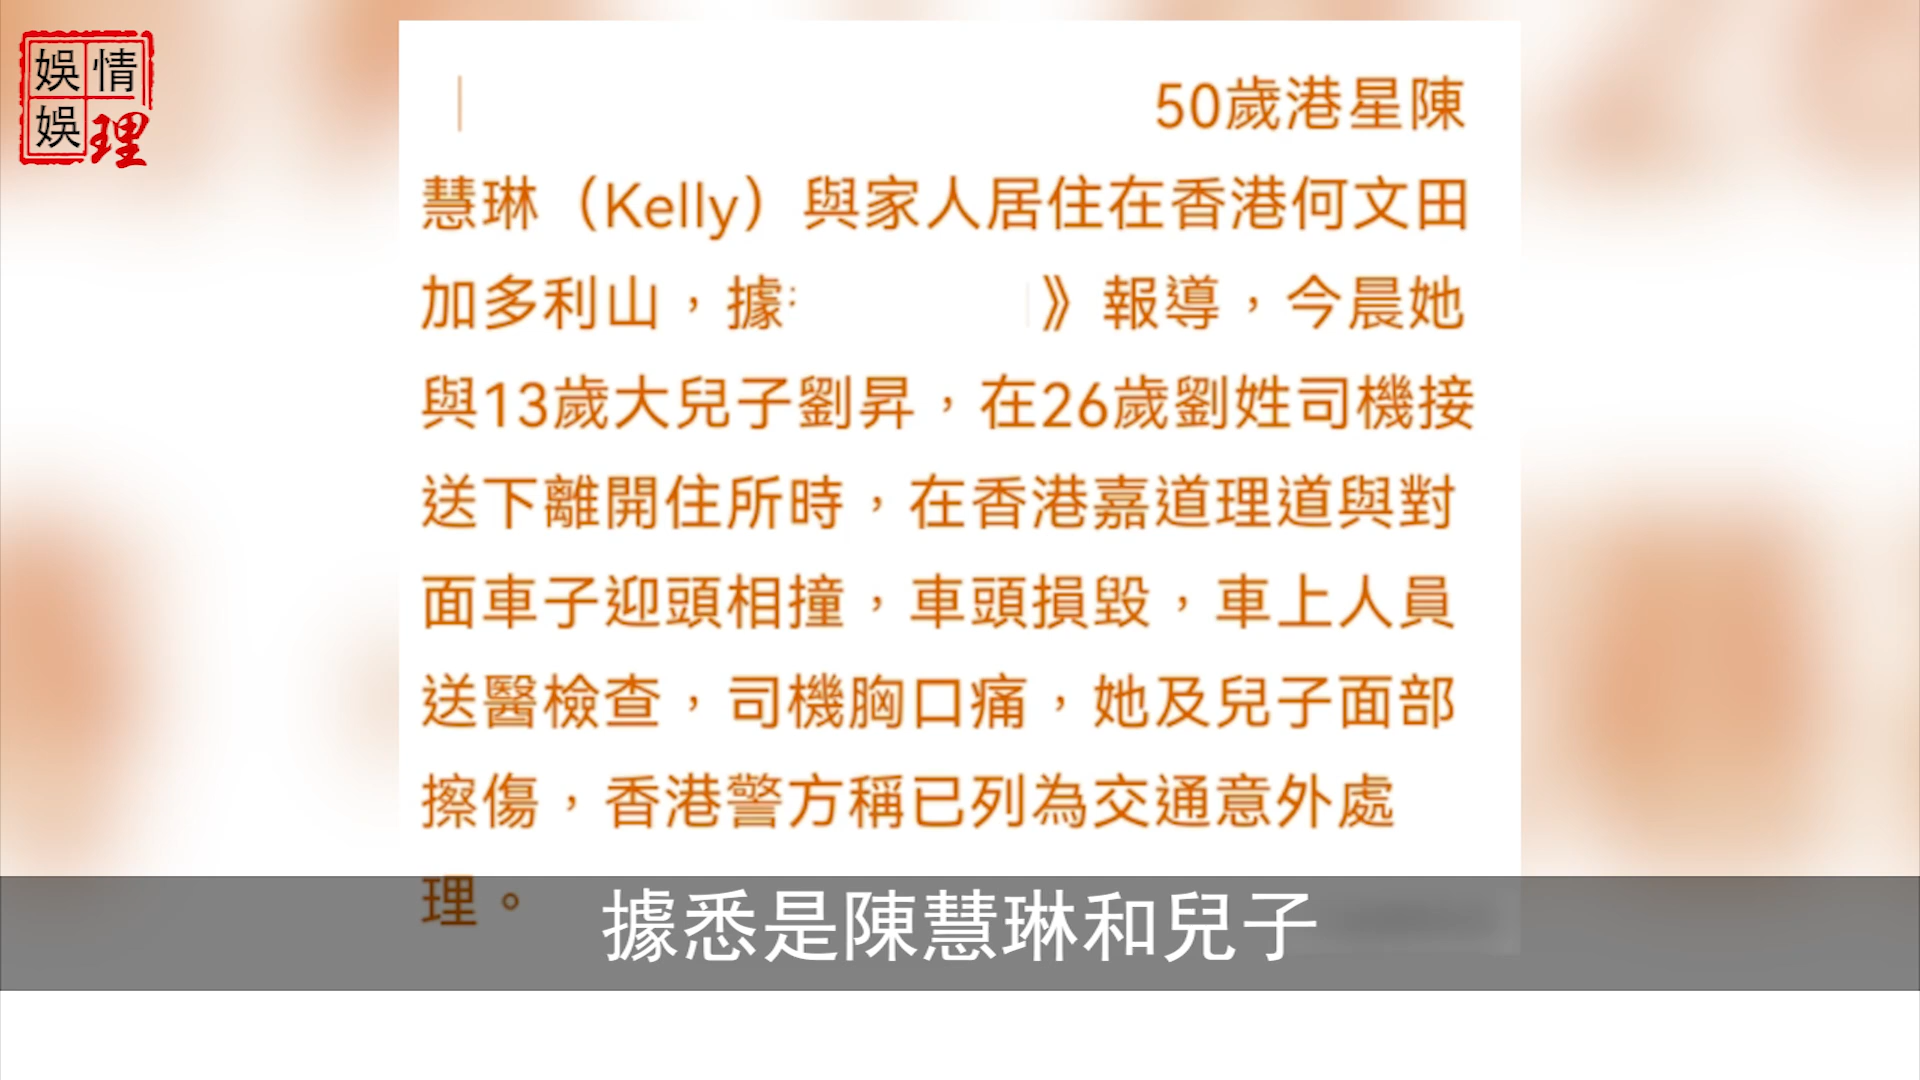 娛情
娛理
50歲港星陳
慧琳（Kelly）與家人居住在香港何文田
加多利山，據 》報導，今晨她
與13歲大兒子劉昇，在26歲劉姓司機接
送下離開住所時，在香港嘉道理道與對
面車子迎頭相撞，車頭損毀，車上人員
送醫檢查，司機胸口痛，她及兒子面部
擦傷，香港警方稱已列為交通意外處
理。
據悉是陳慧琳和兒子